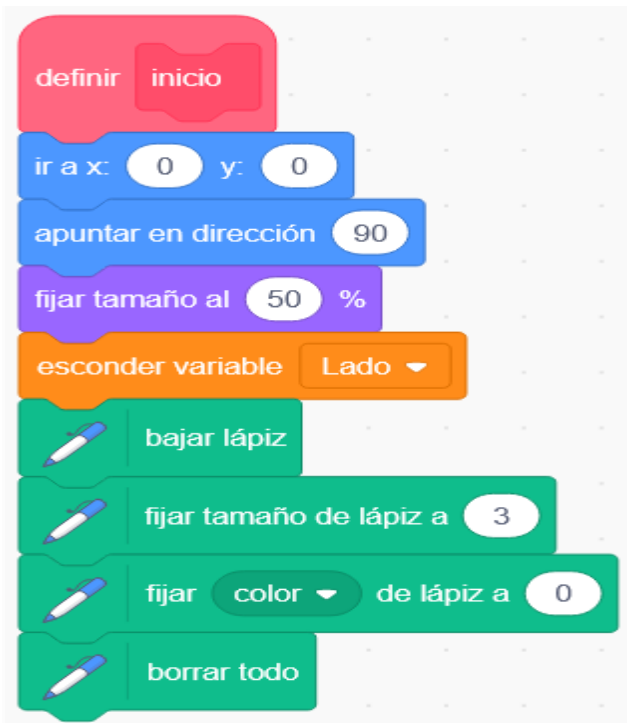 definir inicio
ir a x: 0 y: 0
apuntar en dirección 90
fijar tamaño al 50 %
esconder variable Lado
bajar lápiz
fijar tamaño de lápiz a 3
fijar color de lápiz a 0
borrar todo